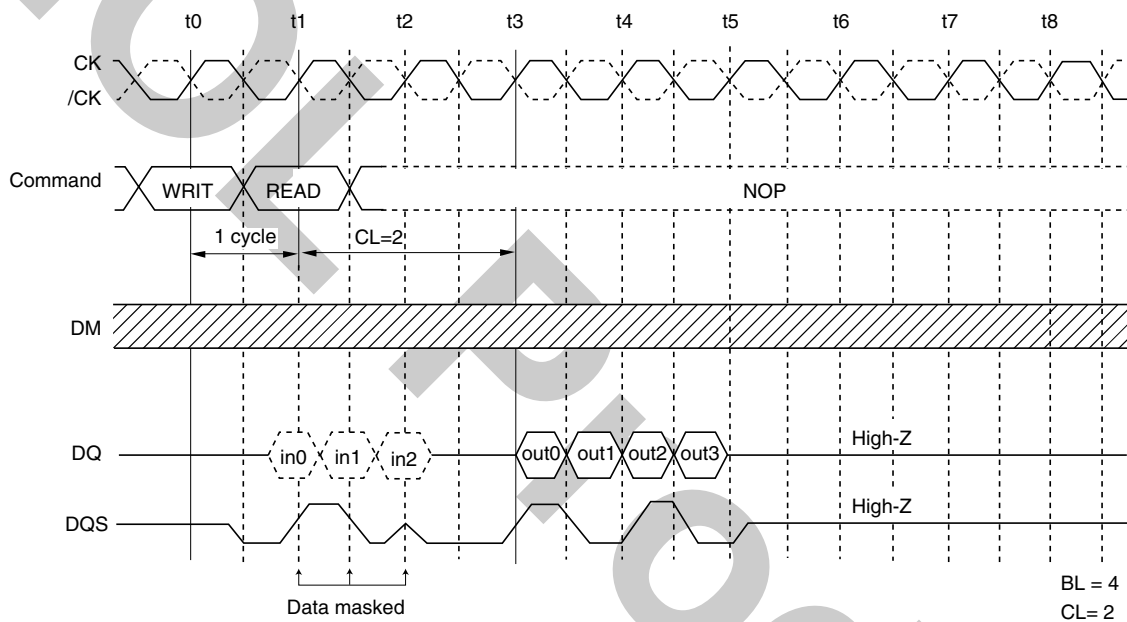 t0 t1 t2 t3 t4 t5 t6 t7 t8
CK
/CK
Command WRIT READ NOP
1 cycle CL=2
DM
DQ in0 in1 in2 out0 out1 out2 out3 High-Z
DQS High-Z
Data masked
BL = 4
CL= 2